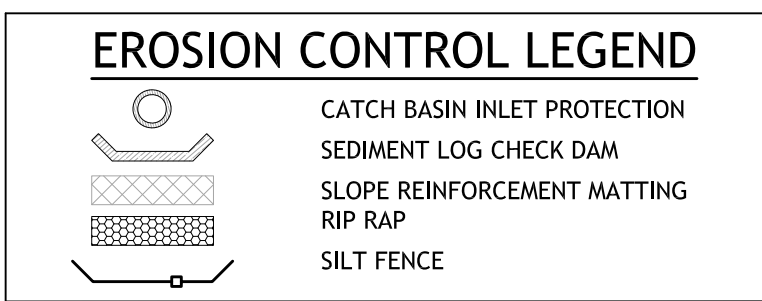 EROSION CONTROL LEGEND
CATCH BASIN INLET PROTECTION
SEDIMENT LOG CHECK DAM
SLOPE REINFORCEMENT MATTING
RIP RAP
SILT FENCE